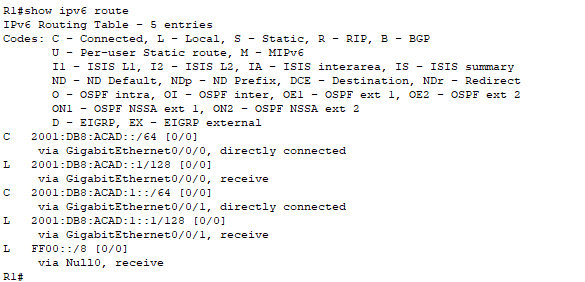 R1#show ipv6 route
IPv6 Routing Table - 5 entries
Codes: C - Connected, L - Local, S - Static, R - RIP, B - BGP
       U - Per-user Static route, M - MIPv6
       I1 - ISIS L1, I2 - ISIS L2, IA - ISIS interarea, IS - ISIS summary
       ND - ND Default, NDp - ND Prefix, DCE - Destination, NDr - Redirect
       O - OSPF intra, OI - OSPF inter, OE1 - OSPF ext 1, OE2 - OSPF ext 2
       ON1 - OSPF NSSA ext 1, ON2 - OSPF NSSA ext 2
       D - EIGRP, EX - EIGRP external
C   2001:DB8:ACAD::/64 [0/0]
     via GigabitEthernet0/0/0, directly connected
L   2001:DB8:ACAD::1/128 [0/0]
     via GigabitEthernet0/0/0, receive
C   2001:DB8:ACAD:1::/64 [0/0]
     via GigabitEthernet0/0/1, directly connected
L   2001:DB8:ACAD:1::1/128 [0/0]
     via GigabitEthernet0/0/1, receive
L   FF00::/8 [0/0]
     via Null0, receive
R1#